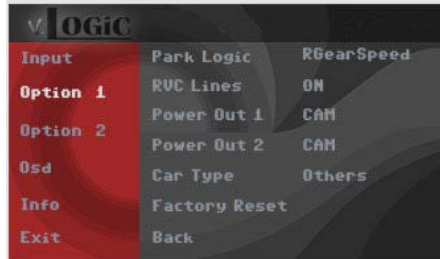 V.LOGiC
Input
Option 1
Option 2
Osd
Info
Exit
Park Logic RGearSpeed
RVC Lines ON
Power Out 1 CAM
Power Out 2 CAM
Car Type Others
Factory Reset
Back